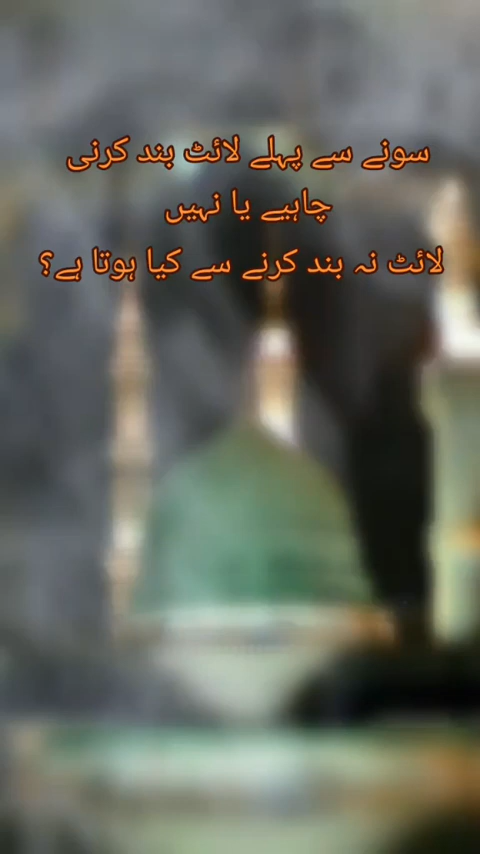 سونے سے پہلے لائٹ بند کرنی
چاہیے یا نہیں
لائٹ نہ بند کرنے سے کیا ہوتا ہے؟